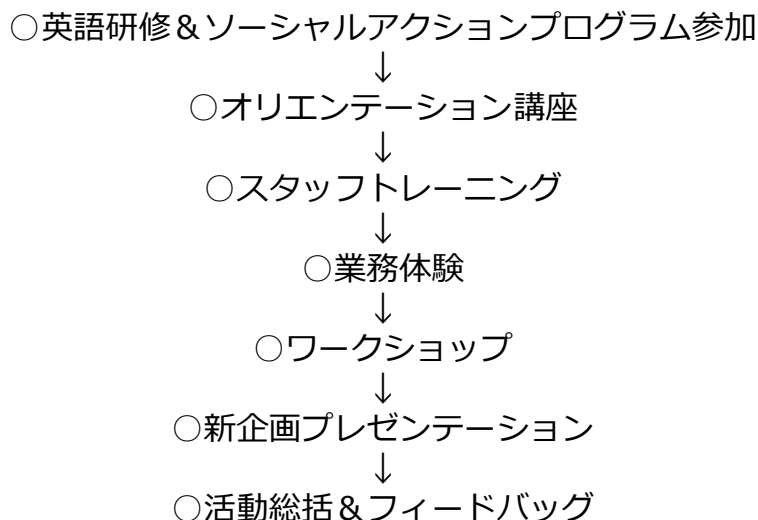 ○英語研修＆ソーシャルアクションプログラム参加
↓
○オリエンテーション講座
↓
○スタッフトレーニング
↓
○業務体験
↓
○ワークショップ
↓
○新企画プレゼンテーション
↓
○活動総括＆フィードバッグ